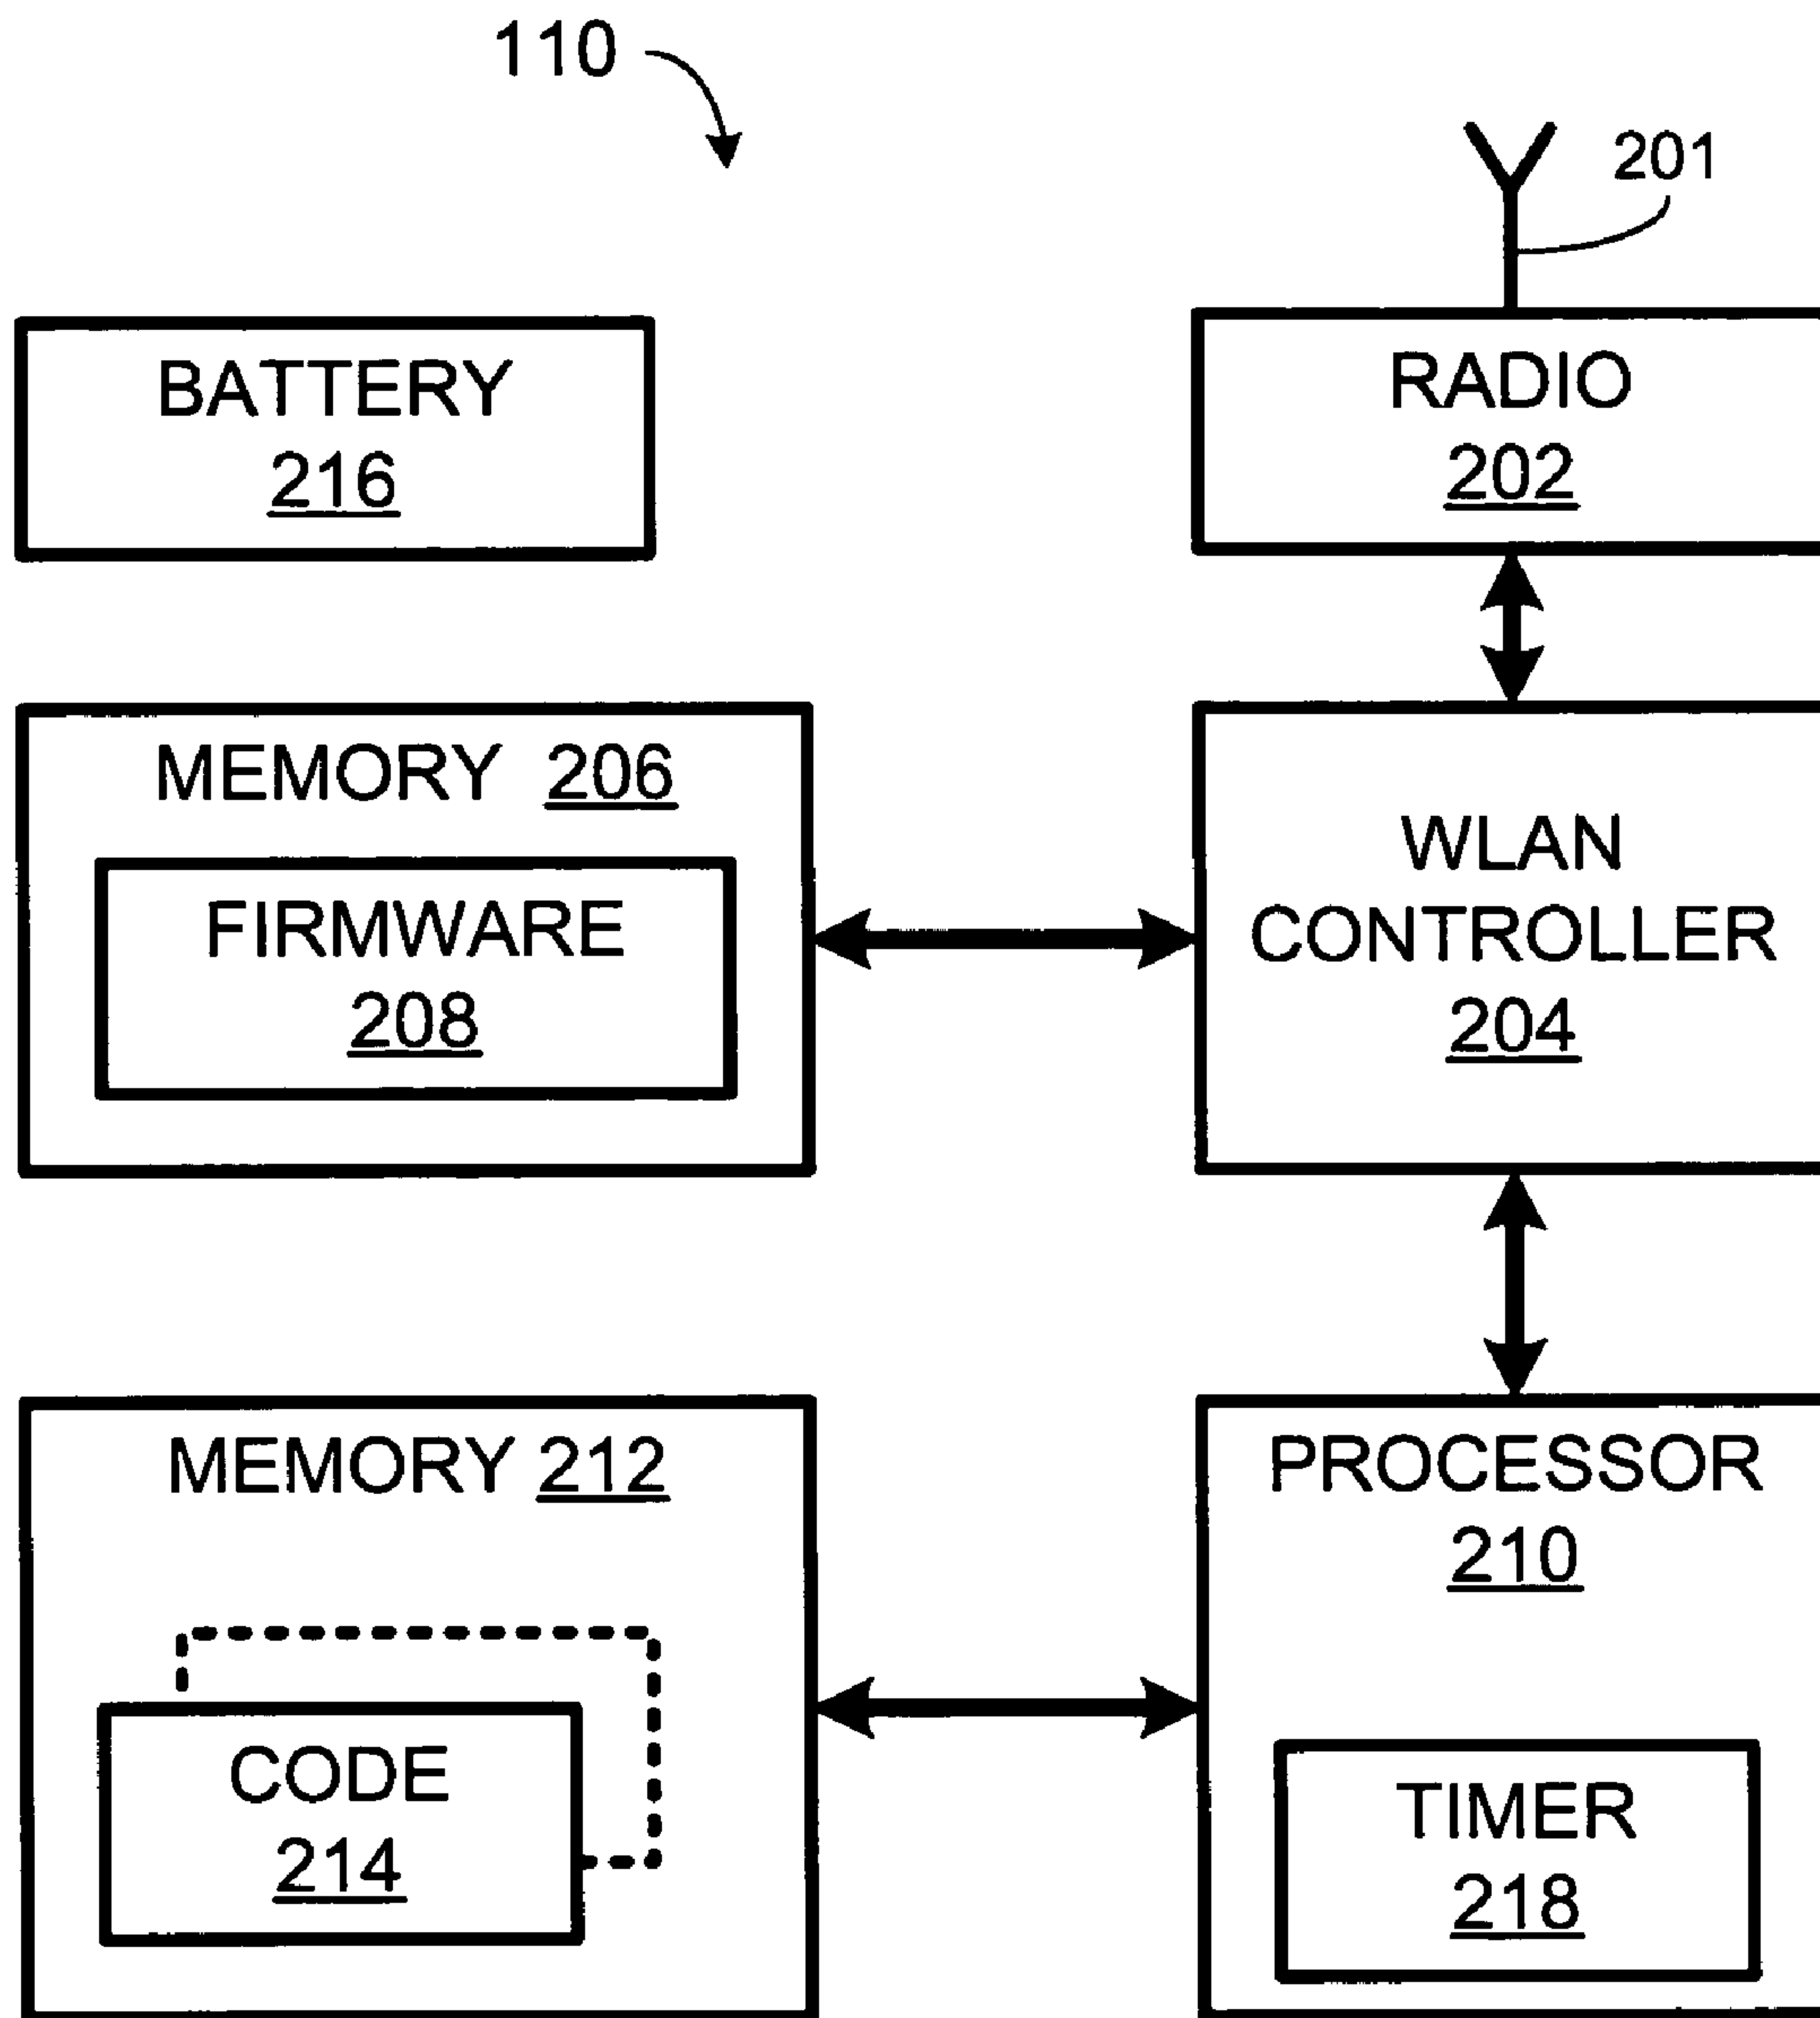 110
201
BATTERY
216
RADIO
202
MEMORY 206
FIRMWARE
208
WLAN
CONTROLLER
204
MEMORY 212
CODE
214
PROCESSOR
210
TIMER
218